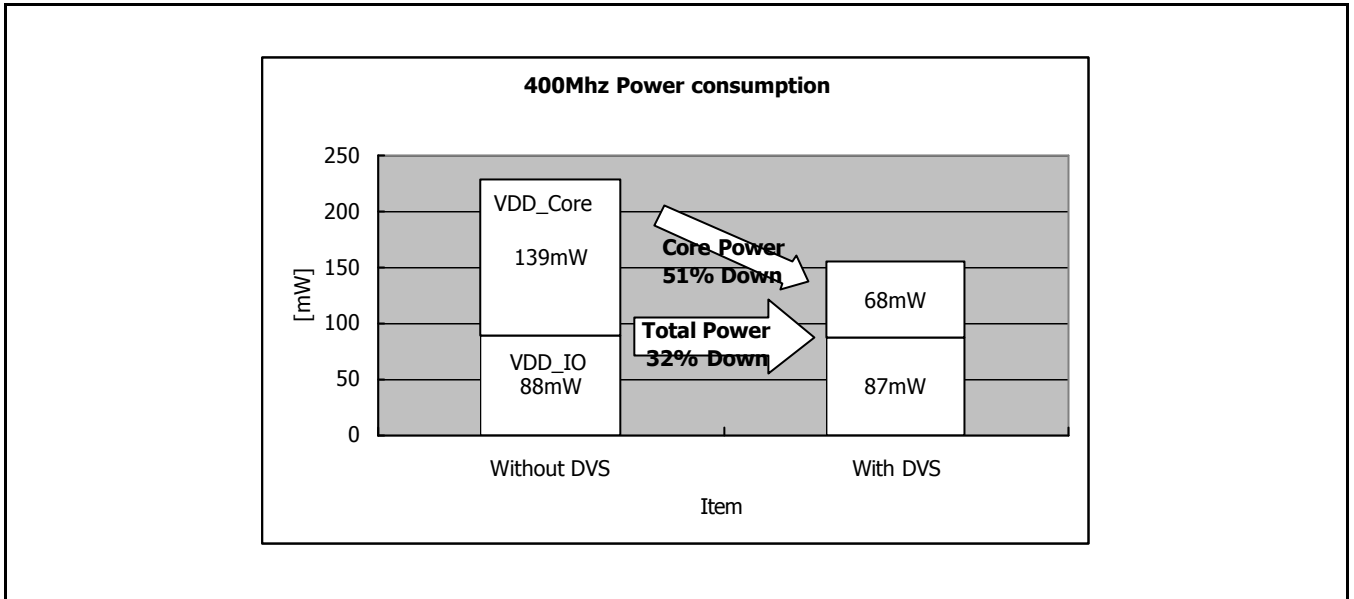 400Mhz Power consumption
250
200
150
100
50
0
[mW]
VDD_Core
139mW
VDD_IO
88mW
Core Power
51% Down
Total Power
32% Down
68mW
87mW
Without DVS
With DVS
Item